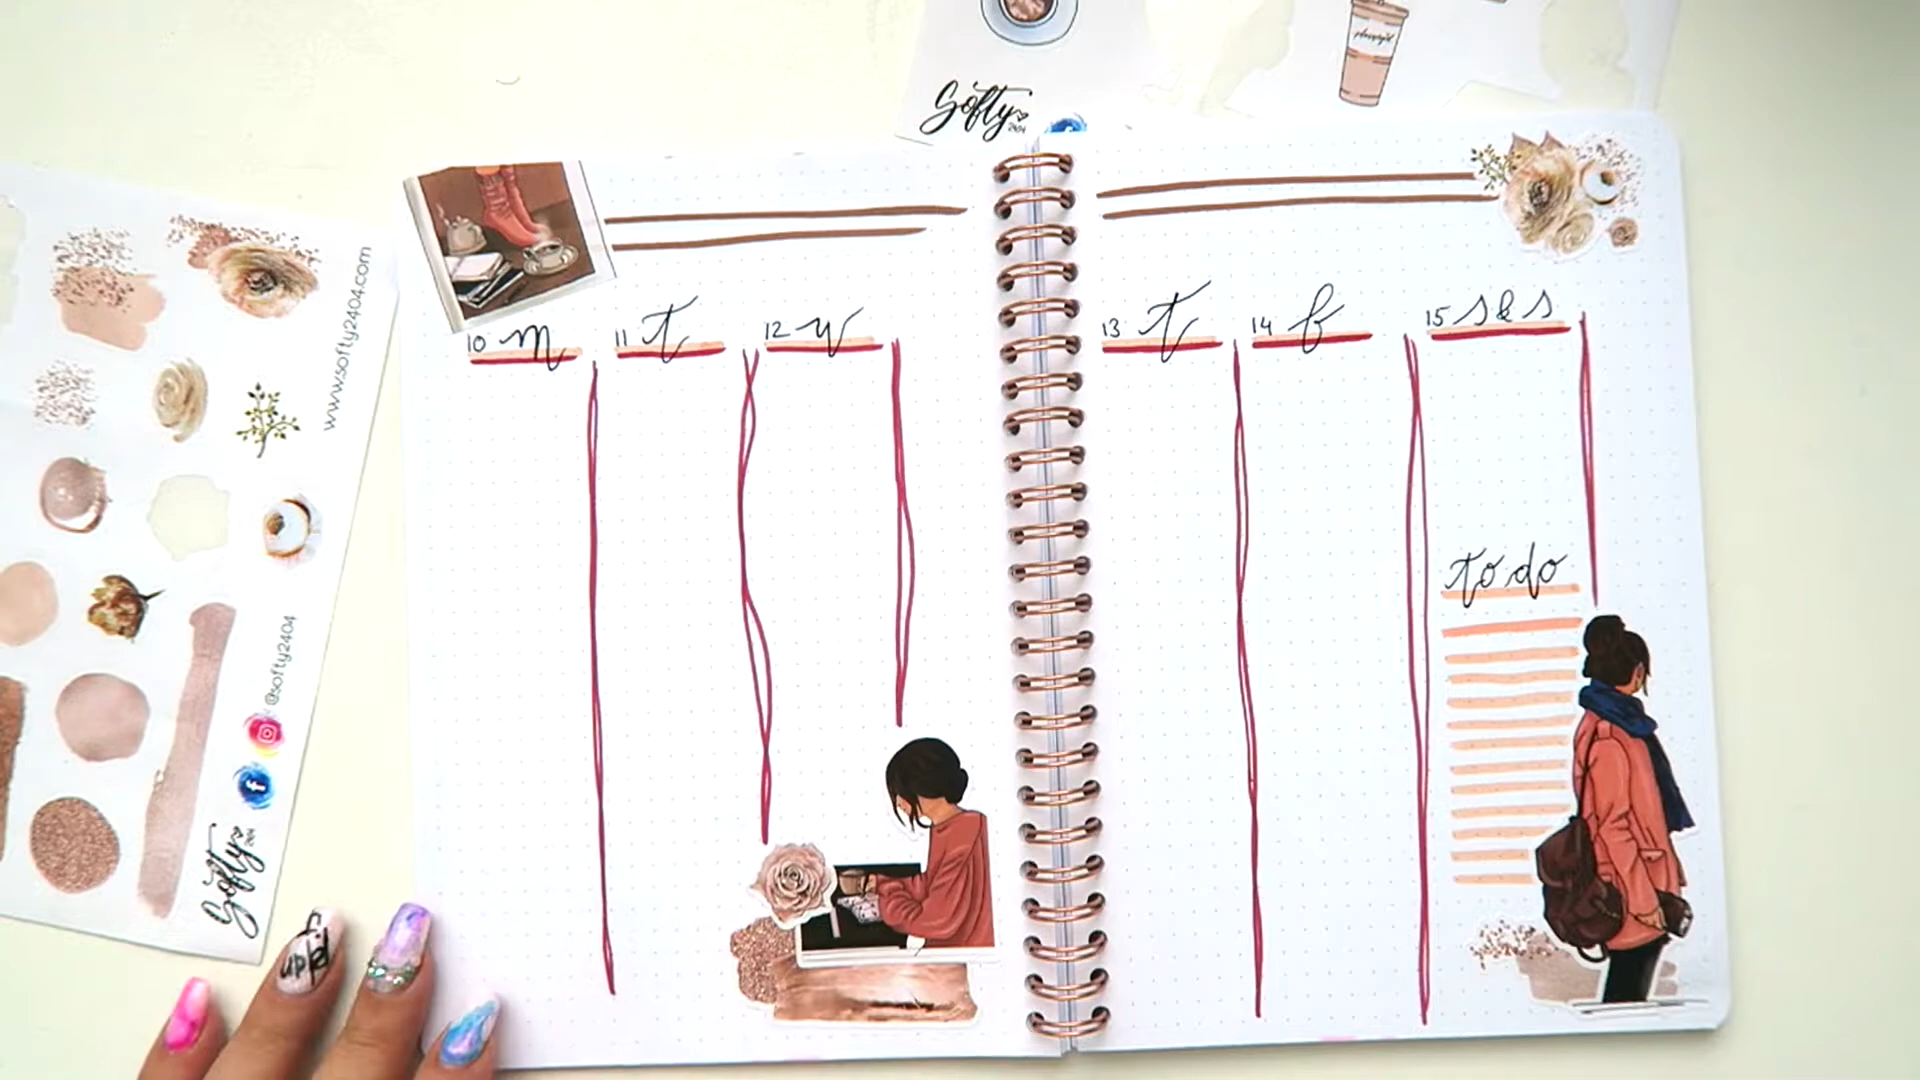 Softy
2404
10 m
11 t
12 w
13 t
14 f
15 s & s
to do
www.softy2404.com
@softy2404
Softy
2404